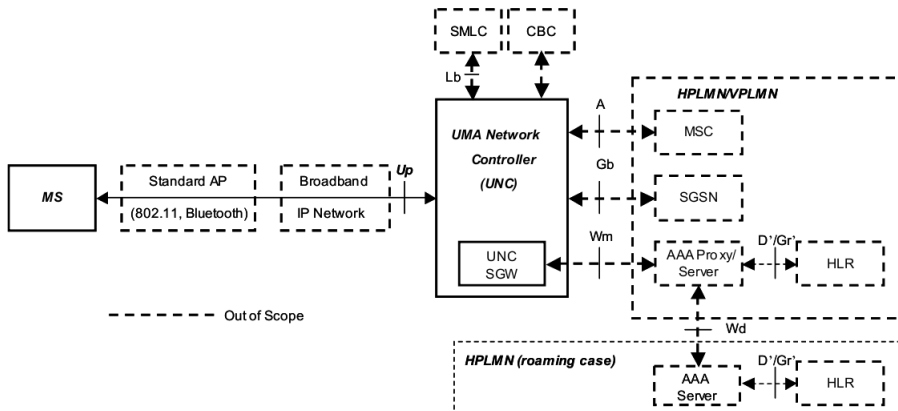 SMLC
CBC
Lb
HPLMN/VPLMN
UMA Network
Controller
(UNC)
A
MSC
Gb
SGSN
Up
MS
Standard AP
(802.11, Bluetooth)
Broadband
IP Network
Wm
UNC
SGW
AAA Proxy/
Server
D'/Gr'
HLR
Out of Scope
Wd
HPLMN (roaming case)
AAA
Server
D'/Gr'
HLR